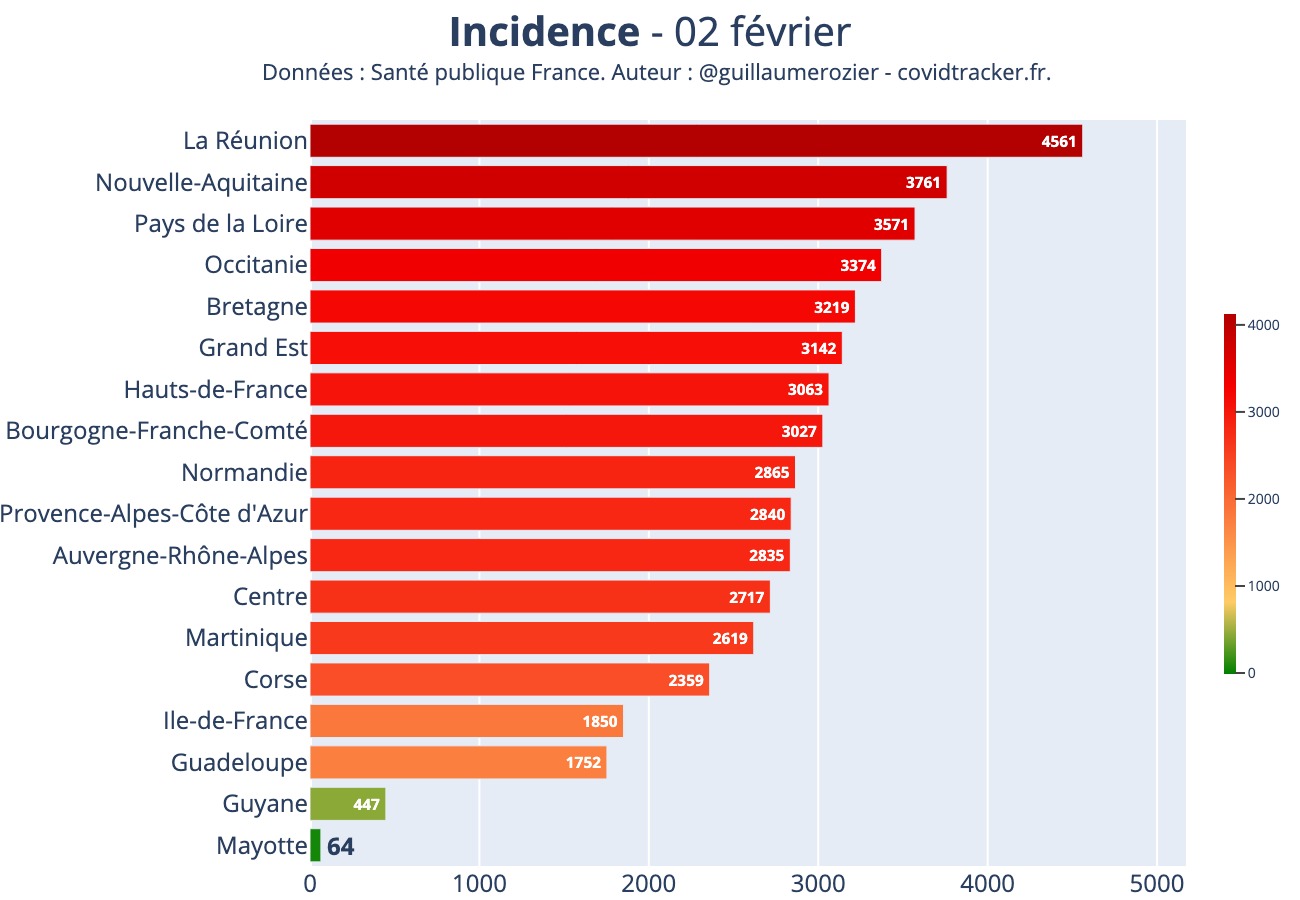 Incidence - 02 février
Données : Santé publique France. Auteur : @guillaumerozier - covidtracker.fr.
La Réunion 4561
Nouvelle-Aquitaine 3761
Pays de la Loire 3571
Occitanie 3374
Bretagne 3219
Grand Est 3142
Hauts-de-France 3063
Bourgogne-Franche-Comté 3027
Normandie 2865
Provence-Alpes-Côte d'Azur 2840
Auvergne-Rhône-Alpes 2835
Centre 2717
Martinique 2619
Corse 2359
Ile-de-France 1850
Guadeloupe 1752
Guyane 447
Mayotte 64
0 1000 2000 3000 4000 5000
4000
3000
2000
1000
0